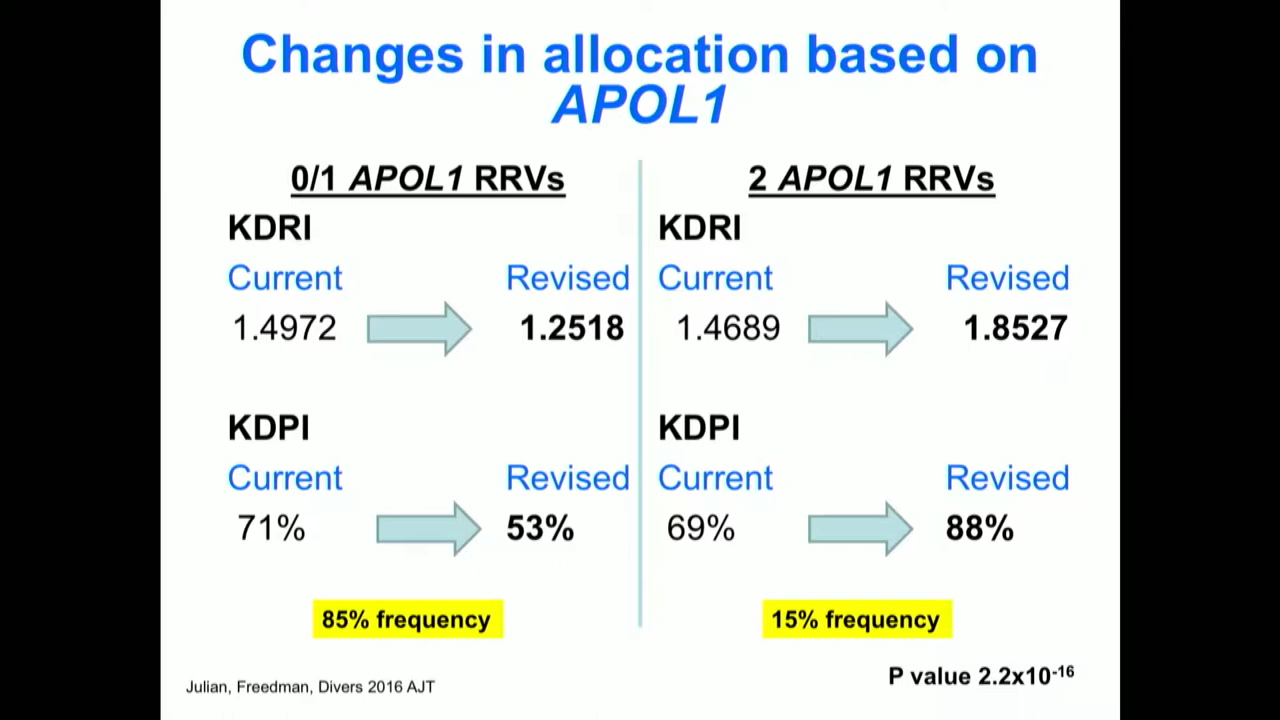 Changes in allocation based on
APOL1
0/1 APOL1 RRVs
KDRI
Current Revised
1.4972 1.2518
KDPI
Current Revised
71% 53%
85% frequency
2 APOL1 RRVs
KDRI
Current Revised
1.4689 1.8527
KDPI
Current Revised
69% 88%
15% frequency
Julian, Freedman, Divers 2016 AJT
P value 2.2x10⁻¹⁶